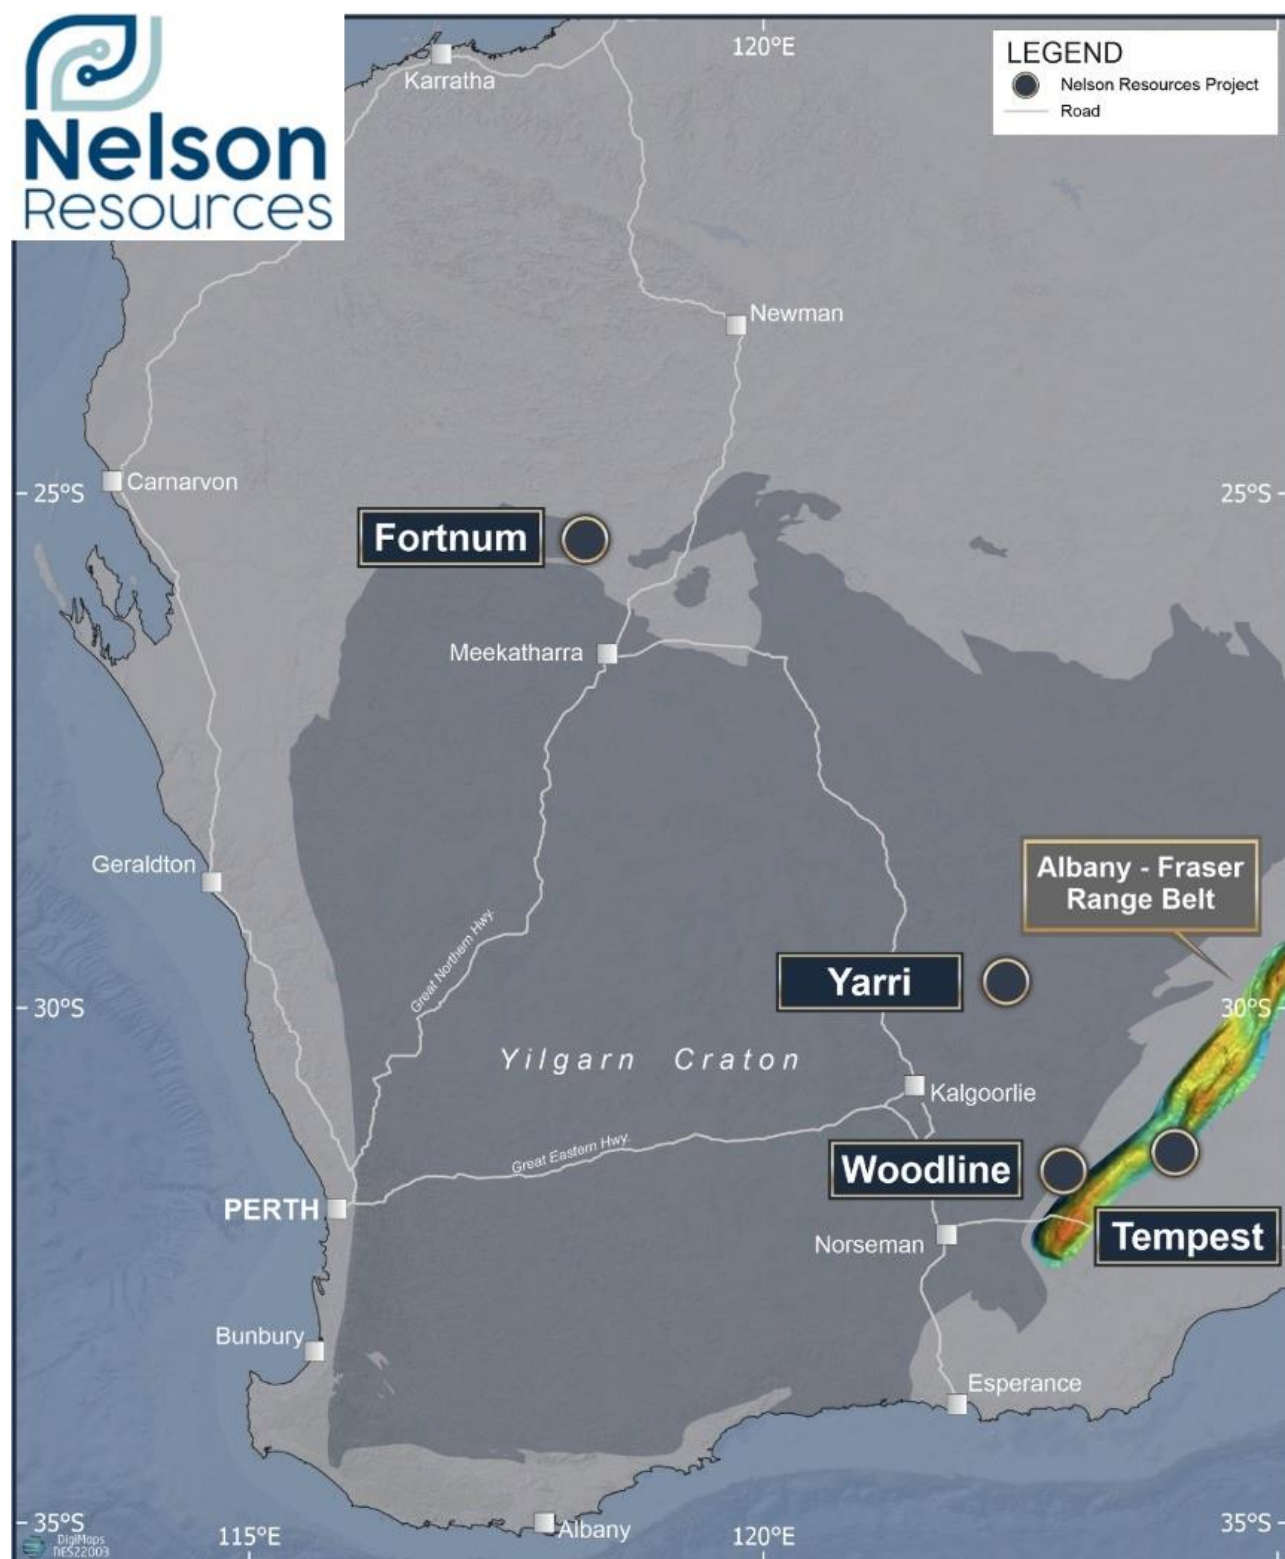 Nelson
Resources
120°E
LEGEND
Nelson Resources Project
Road
Karratha
Newman
Carnarvon
25°S
25°S
Fortnum
Meekatharra
Geraldton
Albany - Fraser
Range Belt
Great Northern Hwy.
Yarri
30°S
30°S
Yilgarn Craton
Kalgoorlie
Great Eastern Hwy.
Woodline
PERTH
Norseman
Tempest
Bunbury
Esperance
35°S
35°S
DigiMaps
NES22003
115°E
120°E
Albany